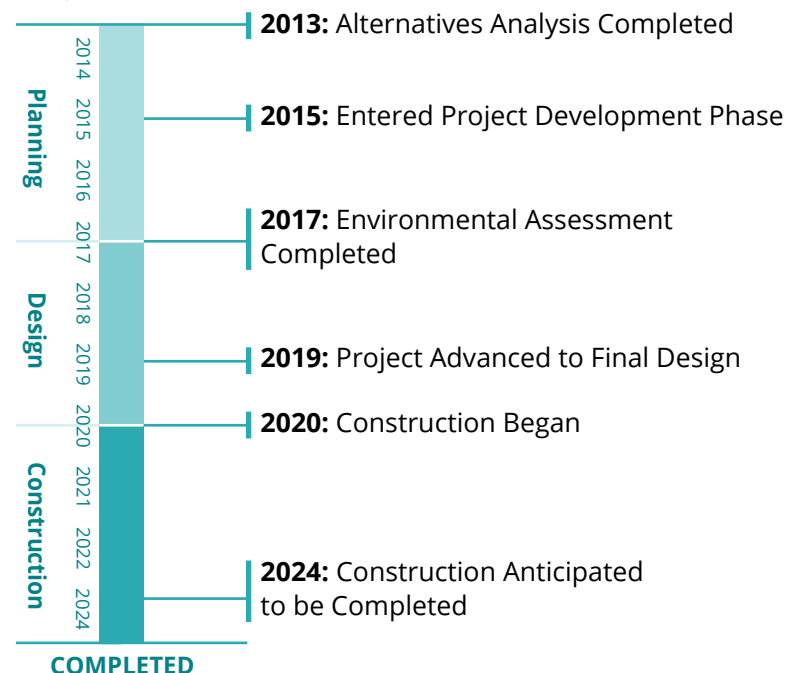 2013: Alternatives Analysis Completed
2014
Planning
2015
2015: Entered Project Development Phase
2016
2017
2017: Environmental Assessment
Completed
2018
Design
2019
2019: Project Advanced to Final Design
2020
2020: Construction Began
2021
Construction
2022
2024
2024: Construction Anticipated
to be Completed
COMPLETED